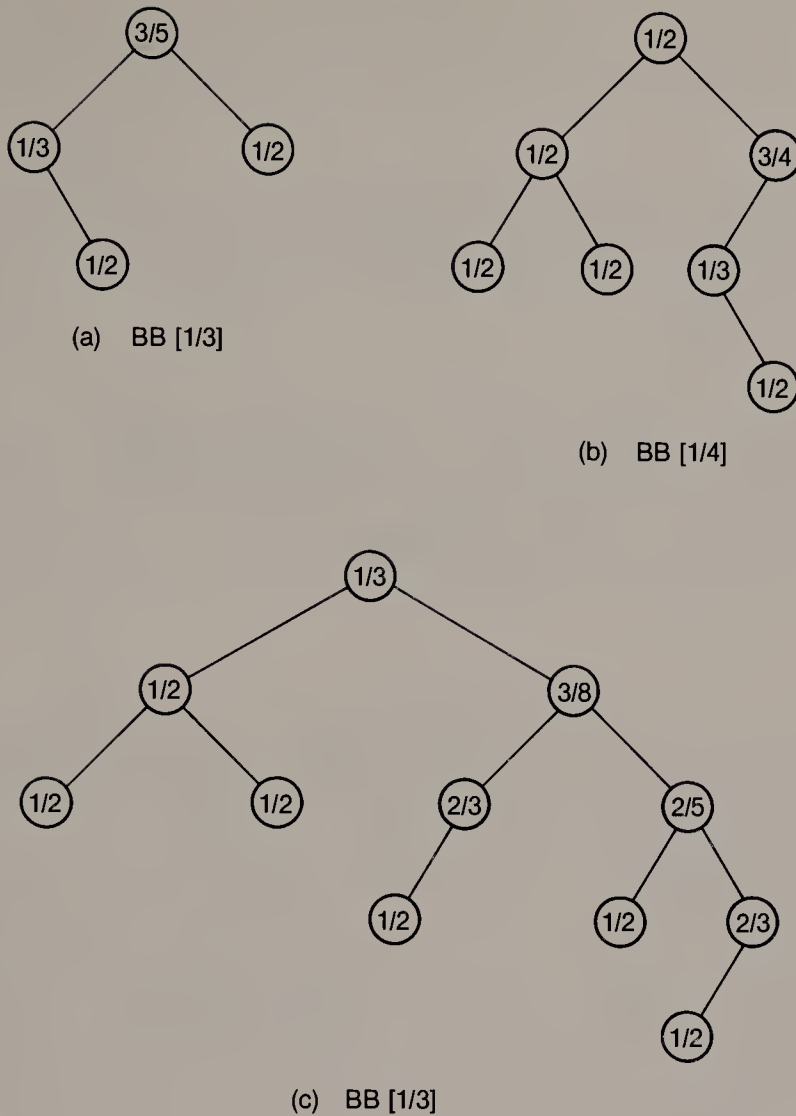 3/5
1/3 1/2
1/2
(a) BB [1/3]
1/2
1/2 3/4
1/2 1/2 1/3
1/2
(b) BB [1/4]
1/3
1/2 3/8
1/2 1/2 2/3 2/5
1/2 1/2 2/3
1/2
(c) BB [1/3]